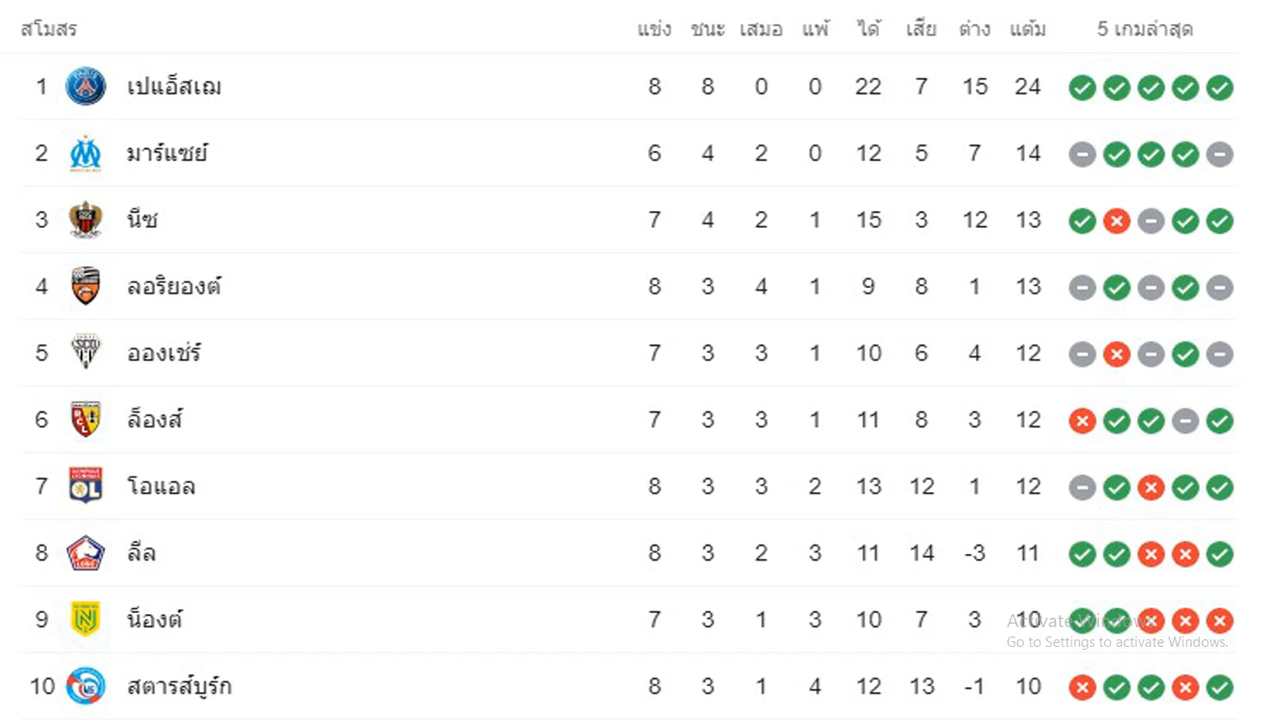 สโมสร แข่ง ชนะ เสมอ แพ้ ได้ เสีย ต่าง แต้ม 5 เกมล่าสุด
1 เปแอ็สเฌ 8 8 0 0 22 7 15 24
2 มาร์แซย์ 6 4 2 0 12 5 7 14
3 นีซ 7 4 2 1 15 3 12 13
4 ลอริยองต์ 8 3 4 1 9 8 1 13
5 อองเช่ร์ 7 3 3 1 10 6 4 12
6 ล็องส์ 7 3 3 1 11 8 3 12
7 โอแอล 8 3 3 2 13 12 1 12
8 ลีล 8 3 2 3 11 14 -3 11
9 น็องต์ 7 3 1 3 10 7 3 10
Activate Windows
Go to Settings to activate Windows.
10 สตารส์บูร์ก 8 3 1 4 12 13 -1 10